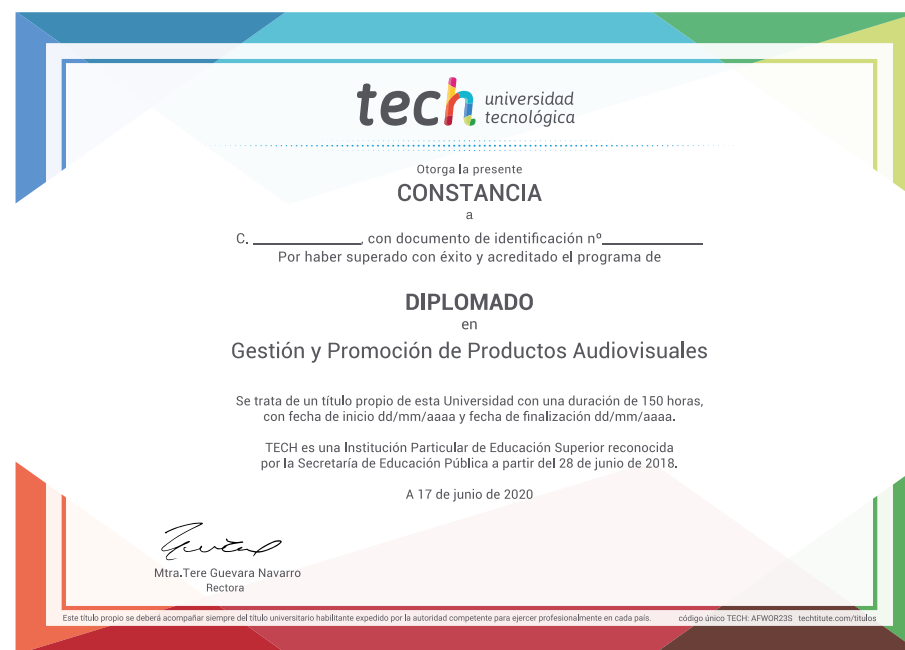 tech universidad
tecnológica
Otorga la presente
CONSTANCIA
a
C. ____________, con documento de identificación nº____________
Por haber superado con éxito y acreditado el programa de
DIPLOMADO
en
Gestión y Promoción de Productos Audiovisuales
Se trata de un título propio de esta Universidad con una duración de 150 horas,
con fecha de inicio dd/mm/aaaa y fecha de finalización dd/mm/aaaa.
TECH es una Institución Particular de Educación Superior reconocida
por la Secretaría de Educación Pública a partir del 28 de junio de 2018.
A 17 de junio de 2020
Mtra.Tere Guevara Navarro
Rectora
Este título propio se deberá acompañar siempre del título universitario habilitante expedido por la autoridad competente para ejercer profesionalmente en cada país. código único TECH: AFWOR23S techtitute.com/titulos